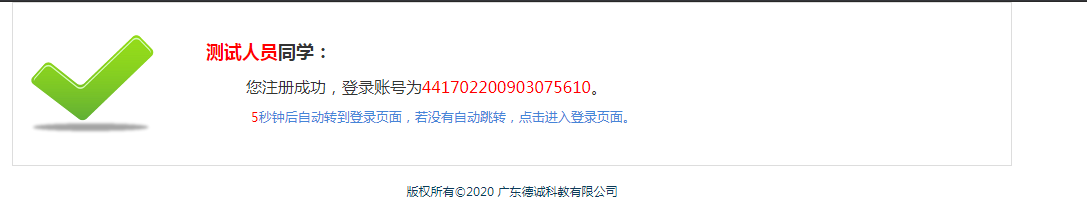 测试人员同学：
您注册成功，登录账号为441702200903075610。
5秒钟后自动转到登录页面，若没有自动跳转，点击进入登录页面。
版权所有©2020 广东德诚科教有限公司